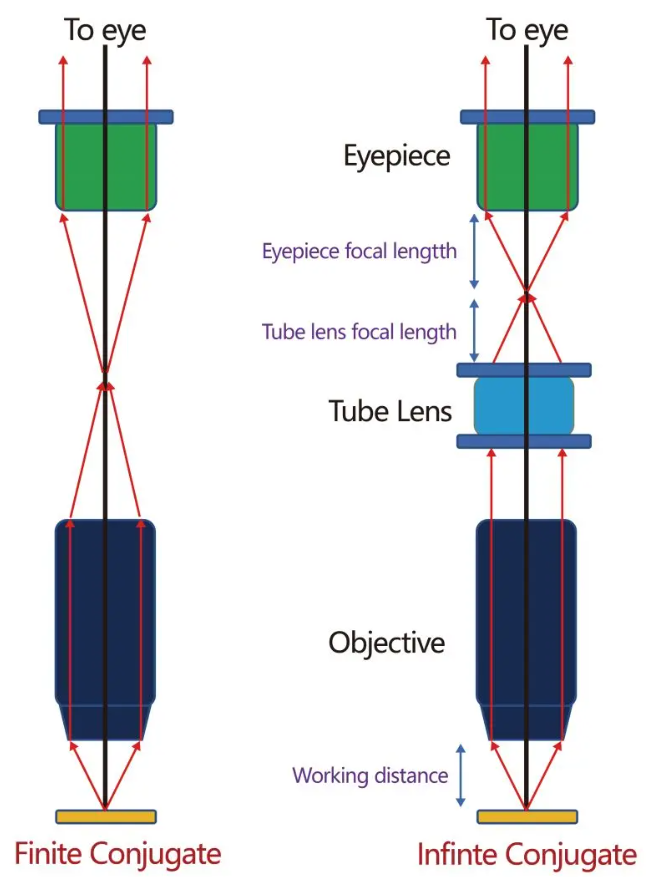 To eye
To eye
Eyepiece
Eyepiece focal lengtth
Tube lens focal length
Tube Lens
Objective
Working distance
Finite Conjugate
Infinte Conjugate